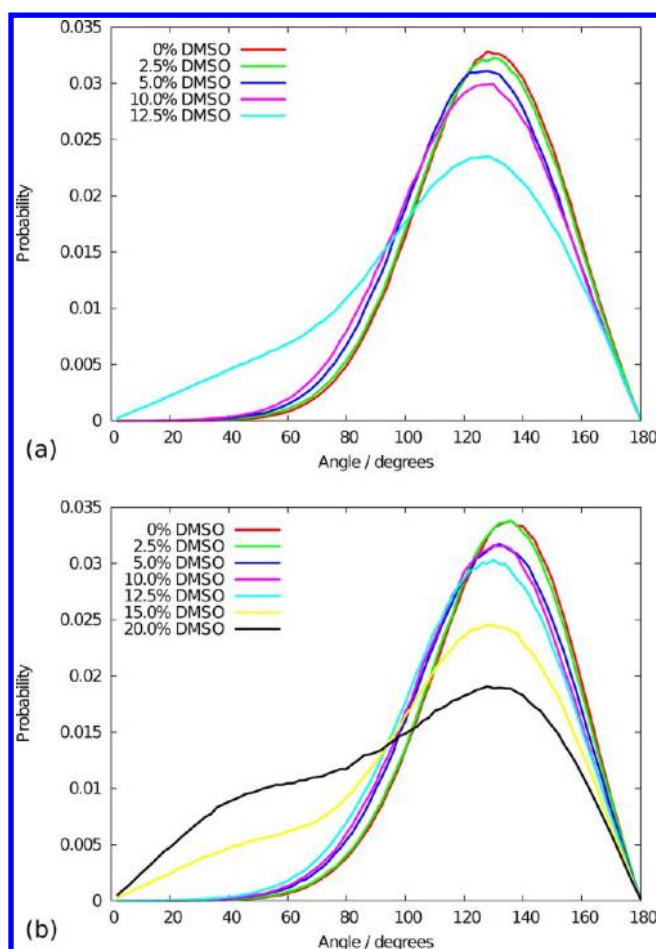 0.035
0.03
0.025
0.02
0.015
0.01
0.005
0
Probability
0% DMSO
2.5% DMSO
5.0% DMSO
10.0% DMSO
12.5% DMSO
0 20 40 60 80 100 120 140 160 180
Angle / degrees
(a)
0.035
0.03
0.025
0.02
0.015
0.01
0.005
0
Probability
0% DMSO
2.5% DMSO
5.0% DMSO
10.0% DMSO
12.5% DMSO
15.0% DMSO
20.0% DMSO
0 20 40 60 80 100 120 140 160 180
Angle / degrees
(b)